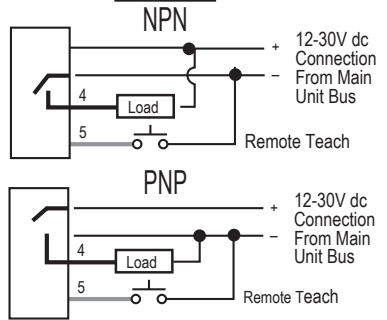 NPN
+
–
12-30V dc
Connection
From Main
Unit Bus
4
Load
5
Remote Teach
PNP
+
–
12-30V dc
Connection
From Main
Unit Bus
4
Load
5
Remote Teach